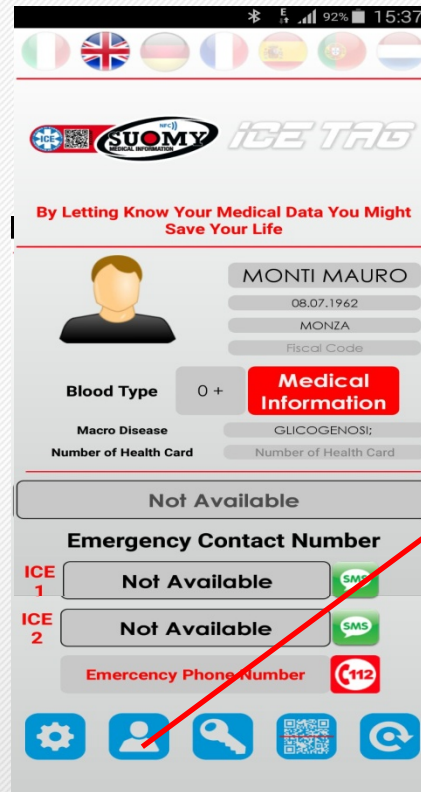 92% 15:37
ICE SUOMY NFC ICE TAG
MEDICAL INFORMATION
By Letting Know Your Medical Data You Might
Save Your Life
MONTI MAURO
08.07.1962
MONZA
Fiscal Code
Blood Type 0 + Medical
Information
Macro Disease GLICOGENOSI;
Number of Health Card Number of Health Card
Not Available
Emergency Contact Number
ICE
1 Not Available SMS
ICE
2 Not Available SMS
Emercency Phone Number 112